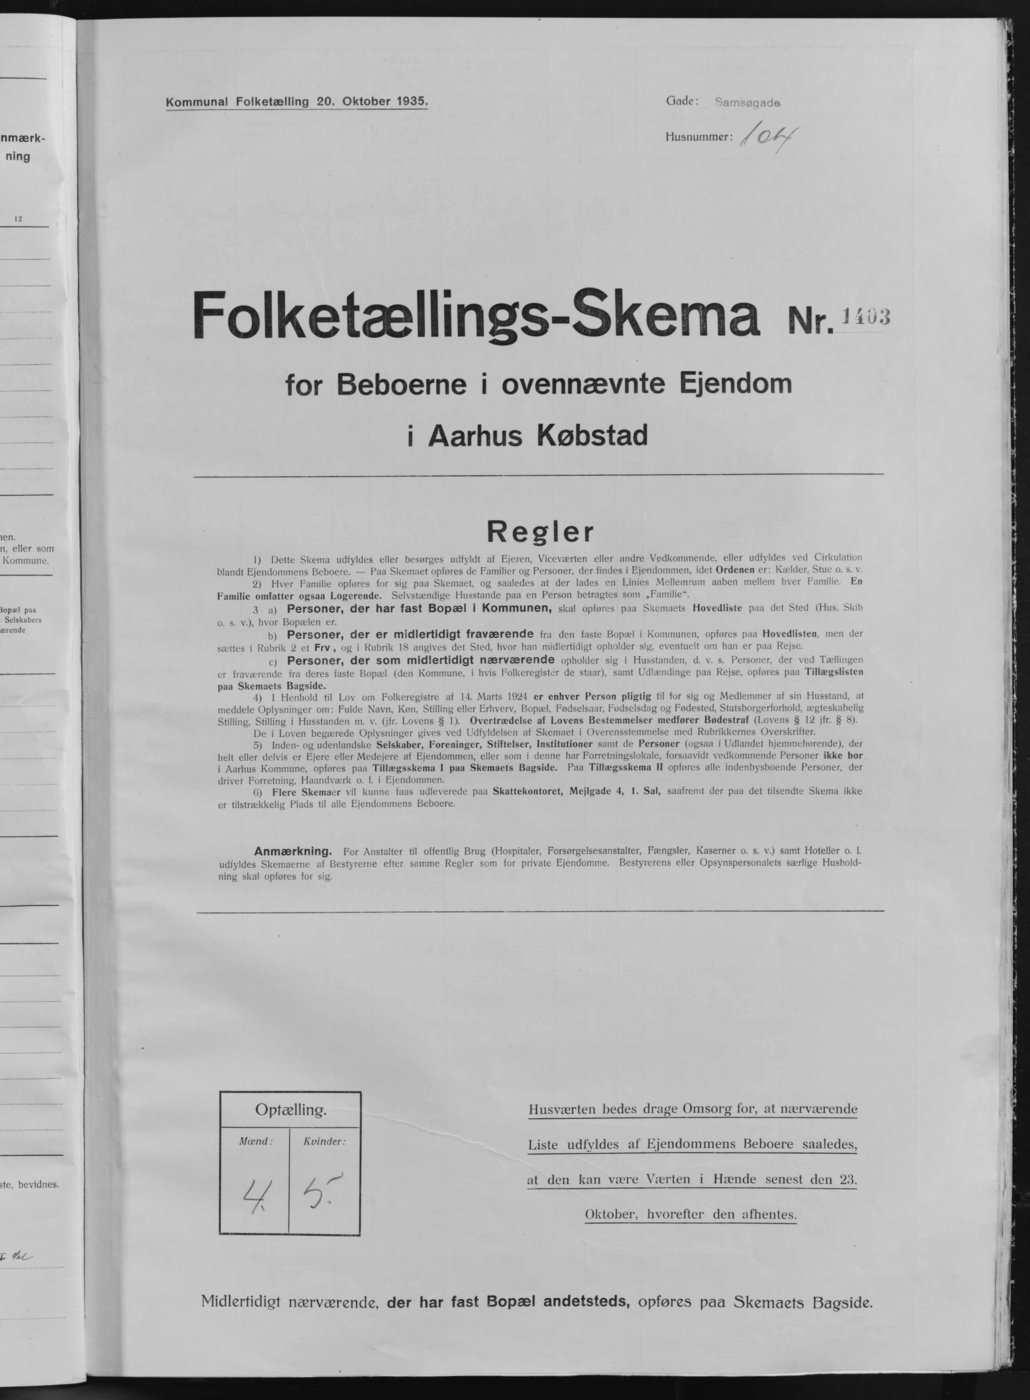 nmærk-
ning
12
nen.
n, eller som
Kommune.
Bopæl paa
Selskabers
ærende
ste, bevidnes.
Kommunal Folketælling 20. Oktober 1935.
Gade: Samsøgade
Husnummer: 104
Folketællings-Skema Nr. 1403
for Beboerne i ovennævnte Ejendom
i Aarhus Købstad
Regler
1) Dette Skema udfyldes eller besørges udfyldt af Ejeren, Viceværten eller andre Vedkommende, eller udfyldes ved Cirkulation
blandt Ejendommens Beboere. — Paa Skemaet opføres de Familier og Personer, der findes i Ejendommen, idet Ordenen er: Kælder, Stue o. s. v.
2) Hver Familie opføres for sig paa Skemaet, og saaledes at der lades en Linies Mellemrum aaben mellem hver Familie. En
Familie omfatter ogsaa Logerende. Selvstændige Husstande paa en Person betragtes som „Familie“.
3 a) Personer, der har fast Bopæl i Kommunen, skal opføres paa Skemaets Hovedliste paa det Sted (Hus, Skib
o. s. v.), hvor Bopælen er.
b) Personer, der er midlertidigt fraværende fra den faste Bopæl i Kommunen, opføres paa Hovedlisten, men der
sættes i Rubrik 2 et Frv., og i Rubrik 18 angives det Sted, hvor han midlertidigt opholder sig, eventuelt om han er paa Rejse.
c) Personer, der som midlertidigt nærværende opholder sig i Husstanden, d. v. s. Personer, der ved Tællingen
er fraværende fra deres faste Bopæl (den Kommune, i hvis Folkeregister de staar), samt Udlændinge paa Rejse, opføres paa Tillægslisten
paa Skemaets Bagside.
4) I Henhold til Lov om Folkeregistre af 14. Marts 1924 er enhver Person pligtig til for sig og Medlemmer af sin Husstand, at
meddele Oplysninger om: Fulde Navn, Køn, Stilling eller Erhverv, Bopæl, Fødselsaar, Fødselsdag og Fødested, Statsborgerforhold, ægteskabelig
Stilling, Stilling i Husstanden m. v. (jfr. Lovens § 1). Overtrædelse af Lovens Bestemmelser medfører Bødestraf (Lovens § 12 jfr. § 8).
De i Loven begærede Oplysninger gives ved Udfyldelsen af Skemaet i Overensstemmelse med Rubrikkernes Overskrifter.
5) Inden- og udenlandske Selskaber, Foreninger, Stiftelser, Institutioner samt de Personer (ogsaa i Udlandet hjemmehørende), der
helt eller delvis er Ejere eller Medejere af Ejendommen, eller som i denne har Forretningslokale, forsaavidt vedkommende Personer ikke bor
i Aarhus Kommune, opføres paa Tillægsskema I paa Skemaets Bagside. Paa Tillægsskema II opføres alle indenbysboende Personer, der
driver Forretning, Haandværk o. l. i Ejendommen.
6) Flere Skemaer vil kunne faas udleverede paa Skattekontoret, Mejlgade 4, 1. Sal, saafremt der paa det tilsendte Skema ikke
er tilstrækkelig Plads til alle Ejendommens Beboere.
Anmærkning. For Anstalter til offentlig Brug (Hospitaler, Forsørgelsesanstalter, Fængsler, Kaserner o. s. v.) samt Hoteller o. l.
udfyldes Skemaerne af Bestyrerne efter samme Regler som for private Ejendomme. Bestyrerens eller Opsynspersonalets særlige Hushold-
ning skal opføres for sig.
Optælling.
Mænd: Kvinder:
4. 5.
Husværten bedes drage Omsorg for, at nærværende
Liste udfyldes af Ejendommens Beboere saaledes,
at den kan være Værten i Hænde senest den 23.
Oktober, hvorefter den afhentes.
Midlertidigt nærværende, der har fast Bopæl andetsteds, opføres paa Skemaets Bagside.